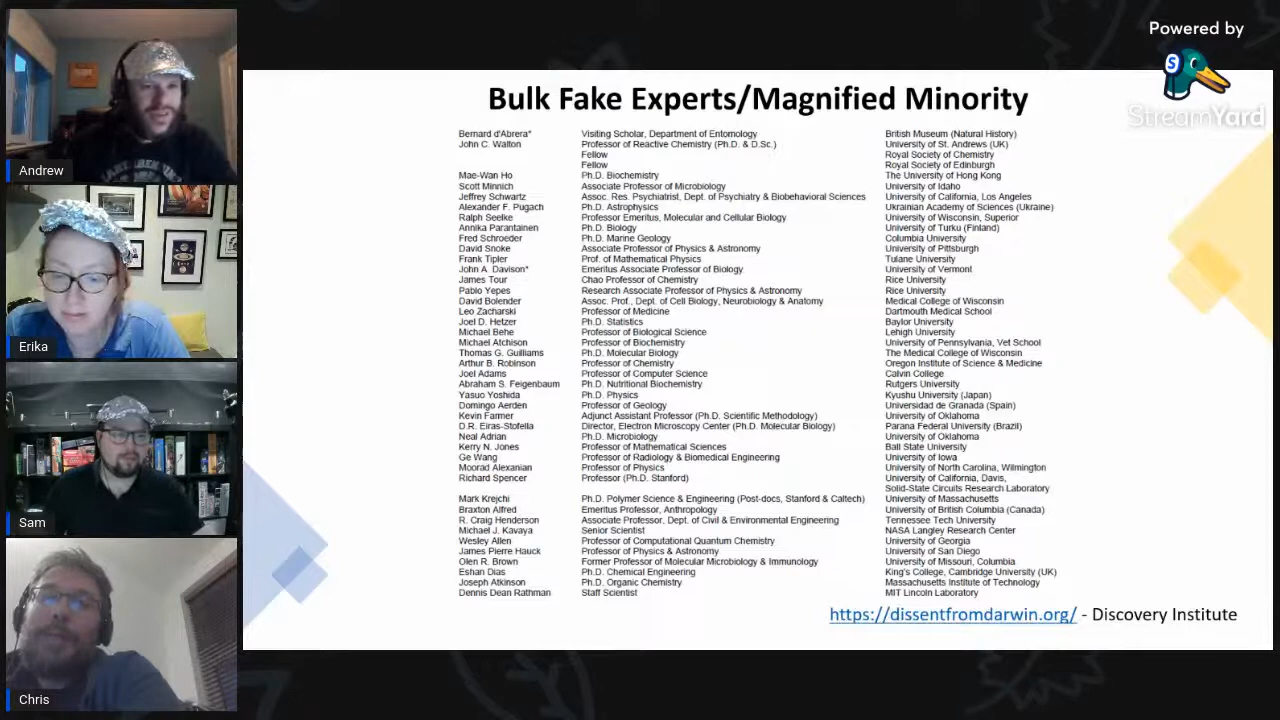 Powered by
StreamYard
Andrew
Erika
Sam
Chris
Bulk Fake Experts/Magnified Minority
Bernard d'Abrera* Visiting Scholar, Department of Entomology British Museum (Natural History)
John C. Walton Professor of Reactive Chemistry (Ph.D. & D.Sc.) University of St. Andrews (UK)
Fellow Royal Society of Chemistry
Fellow Royal Society of Edinburgh
Mae-Wan Ho Ph.D. Biochemistry The University of Hong Kong
Scott Minnich Associate Professor of Microbiology University of Idaho
Jeffrey Schwartz Assoc. Res. Psychiatrist, Dept. of Psychiatry & Biobehavioral Sciences University of California, Los Angeles
Alexander F. Pugach Ph.D. Astrophysics Ukrainian Academy of Sciences (Ukraine)
Ralph Seelke Professor Emeritus, Molecular and Cellular Biology University of Wisconsin, Superior
Annika Parantainen Ph.D. Biology University of Turku (Finland)
Fred Schroeder Ph.D. Marine Geology Columbia University
David Snoke Associate Professor of Physics & Astronomy University of Pittsburgh
Frank Tipler Prof. of Mathematical Physics Tulane University
John A. Davison* Emeritus Associate Professor of Biology University of Vermont
James Tour Chao Professor of Chemistry Rice University
Pablo Yepes Research Associate Professor of Physics & Astronomy Rice University
David Bolender Assoc. Prof., Dept. of Cell Biology, Neurobiology & Anatomy Medical College of Wisconsin
Leo Zacharski Professor of Medicine Dartmouth Medical School
Joel D. Hetzer Ph.D. Statistics Baylor University
Michael Behe Professor of Biological Science Lehigh University
Michael Atchison Professor of Biochemistry University of Pennsylvania, Vet School
Thomas G. Guilliams Ph.D. Molecular Biology The Medical College of Wisconsin
Arthur B. Robinson Professor of Chemistry Oregon Institute of Science & Medicine
Joel Adams Professor of Computer Science Calvin College
Abraham S. Feigenbaum Ph.D. Nutritional Biochemistry Rutgers University
Yasuo Yoshida Ph.D. Physics Kyushu University (Japan)
Domingo Aerden Professor of Geology Universidad de Granada (Spain)
Kevin Farmer Adjunct Assistant Professor (Ph.D. Scientific Methodology) University of Oklahoma
D.R. Eiras-Stofella Director, Electron Microscopy Center (Ph.D. Molecular Biology) Parana Federal University (Brazil)
Neal Adrian Ph.D. Microbiology University of Oklahoma
Kerry N. Jones Professor of Mathematical Sciences Ball State University
Ge Wang Professor of Radiology & Biomedical Engineering University of Iowa
Moorad Alexanian Professor of Physics University of North Carolina, Wilmington
Richard Spencer Professor (Ph.D. Stanford) University of California, Davis,
Solid-State Circuits Research Laboratory
Mark Krejchi Ph.D. Polymer Science & Engineering (Post-docs, Stanford & Caltech) University of Massachusetts
Braxton Alfred Emeritus Professor, Anthropology University of British Columbia (Canada)
R. Craig Henderson Associate Professor, Dept. of Civil & Environmental Engineering Tennessee Tech University
Michael J. Kavaya Senior Scientist NASA Langley Research Center
Wesley Allen Professor of Computational Quantum Chemistry University of Georgia
James Pierre Hauck Professor of Physics & Astronomy University of San Diego
Olen R. Brown Former Professor of Molecular Microbiology & Immunology University of Missouri, Columbia
Eshan Dias Ph.D. Chemical Engineering King's College, Cambridge University (UK)
Joseph Atkinson Ph.D. Organic Chemistry Massachusetts Institute of Technology
Dennis Dean Rathman Staff Scientist MIT Lincoln Laboratory
https://dissentfromdarwin.org/ - Discovery Institute